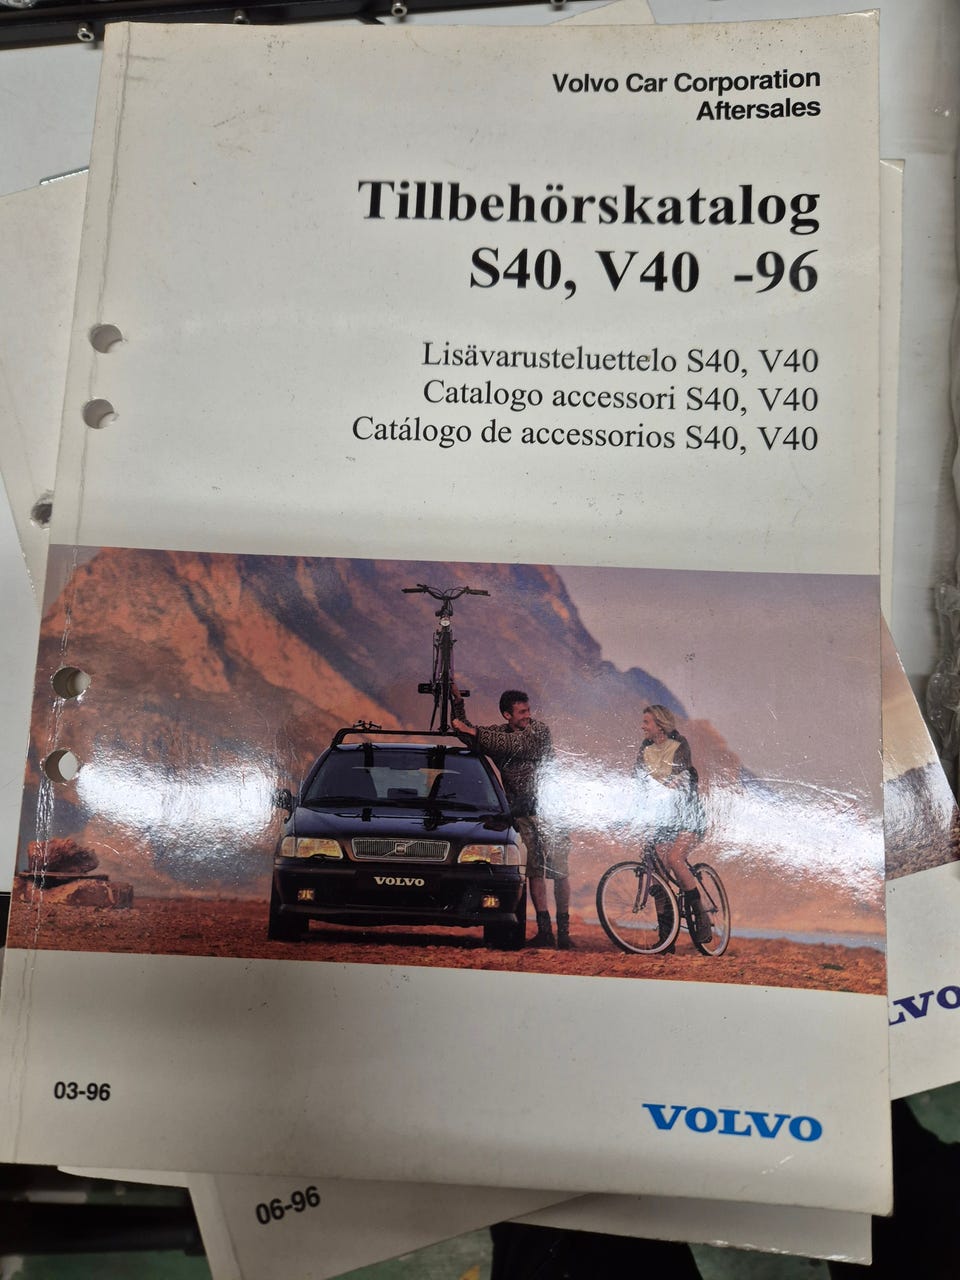 Volvo Car Corporation
Aftersales
Tillbehörskatalog
S40, V40 -96
Lisävarusteluettelo S40, V40
Catalogo accessori S40, V40
Catálogo de accessorios S40, V40
VOLVO
03-96
VOLVO
06-96